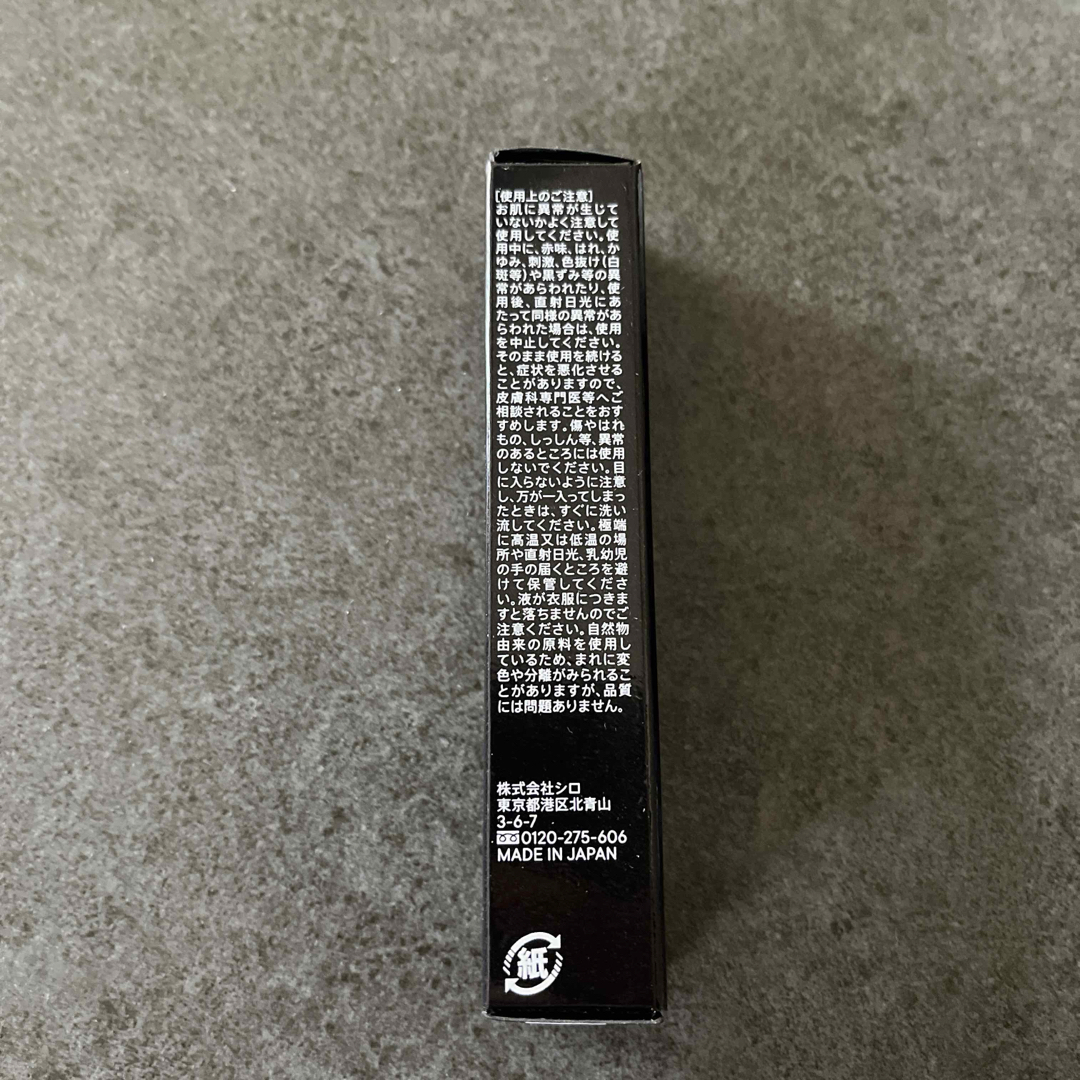 [使用上のご注意]
お肌に異常が生じて
いないかよく注意して
使用してください。使
用中に、赤味、はれ、か
ゆみ、刺激、色抜け(白
斑等)や黒ずみ等の異
常があらわれたり、使
用後、直射日光にあ
たって同様の異常があ
らわれた場合は、使用
を中止してください。
そのまま使用を続ける
と、症状を悪化させる
ことがありますので、
皮膚科専門医等へご
相談されることをおす
すめします。傷やはれ
もの、しっしん等、異常
のあるところには使用
しないでください。目
に入らないように注意
し、万が一入ってしまっ
たときは、すぐに洗い
流してください。極端
に高温又は低温の場
所や直射日光、乳幼児
の手の届くところを避
けて保管してくださ
い。液が衣服につきま
すと落ちませんのでご
注意ください。自然物
由来の原料を使用し
ているため、まれに変
色や分離がみられるこ
とがありますが、品質
には問題ありません。
株式会社シロ
東京都港区北青山
3-6-7
0120-275-606
MADE IN JAPAN
紙